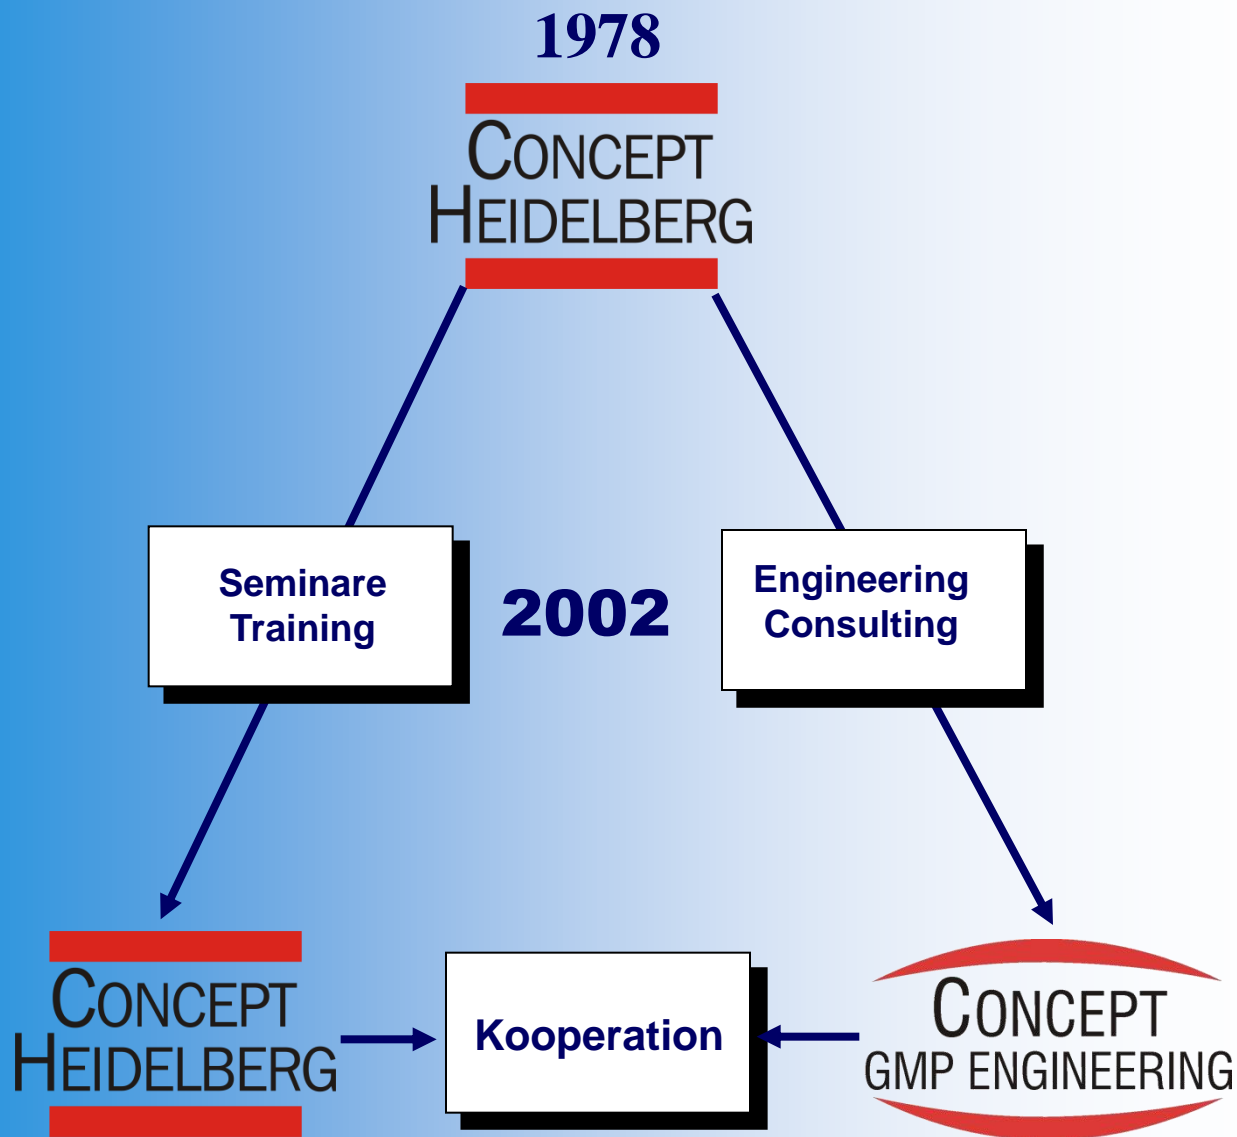 1978
CONCEPT
HEIDELBERG
Seminare
Training
2002
Engineering
Consulting
CONCEPT
HEIDELBERG
Kooperation
CONCEPT
GMP ENGINEERING